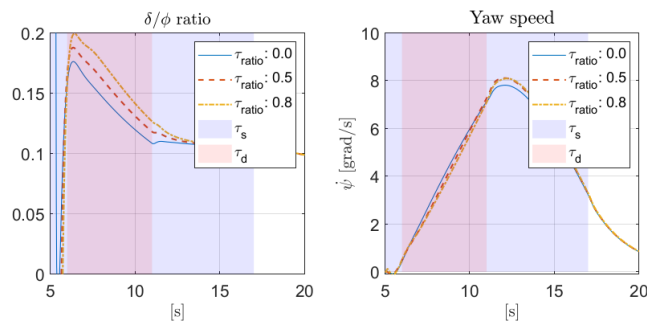 δ/φ ratio
0.2
0.15
0.1
0.05
0
5
10
15
20
[s]
τratio: 0.0
τratio: 0.5
τratio: 0.8
τs
τd
Yaw speed
ψ̇ [grad/s]
10
8
6
4
2
0
5
10
15
20
[s]
τratio: 0.0
τratio: 0.5
τratio: 0.8
τs
τd